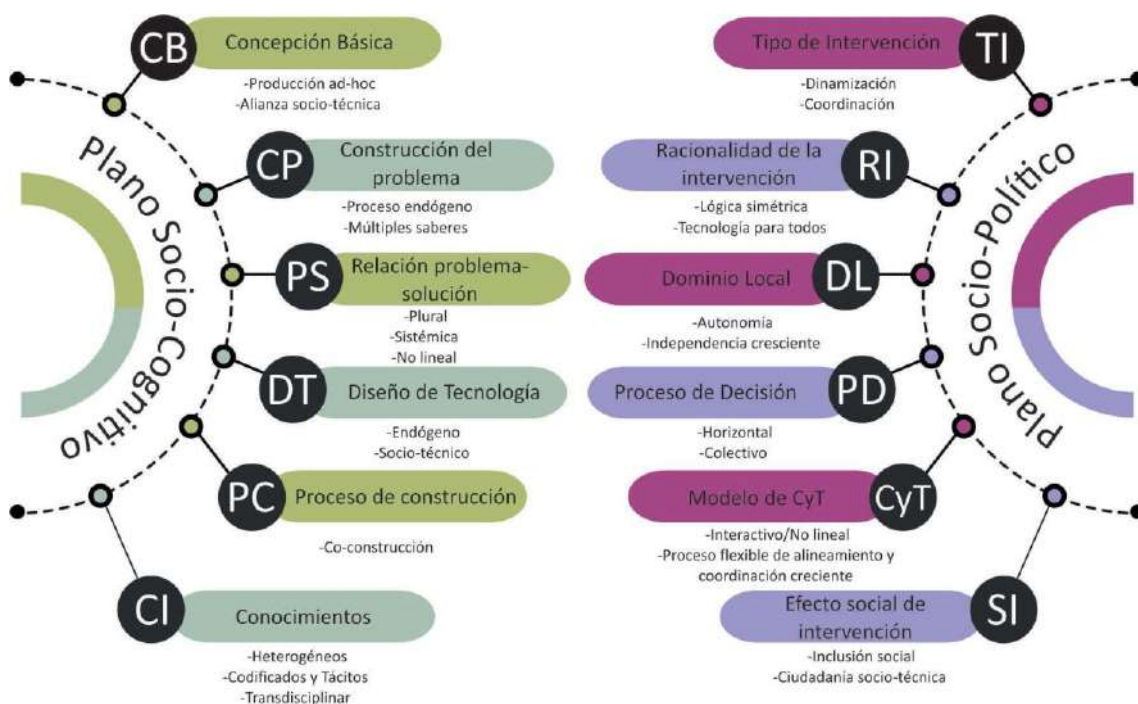 Plano Socio-Cognitivo
CB
Concepción Básica
-Producción ad-hoc
-Alianza socio-técnica
CP
Construcción del
problema
-Proceso endógeno
-Múltiples saberes
PS
Relación problema-
solución
-Plural
-Sistémica
-No lineal
DT
Diseño de Tecnología
-Endógeno
-Socio-técnico
PC
Proceso de construcción
-Co-construcción
CI
Conocimientos
-Heterogéneos
-Codificados y Tácitos
-Transdisciplinar
Plano Socio-Político
Tipo de Intervención
TI
-Dinamización
-Coordinación
Racionalidad de la
intervención
RI
-Lógica simétrica
-Tecnología para todos
Dominio Local
DL
-Autonomía
-Independencia cresciente
Proceso de Decisión
PD
-Horizontal
-Colectivo
Modelo de CyT
CyT
-Interactivo/No lineal
-Proceso flexible de alineamiento y
coordinación creciente
Efecto social de
intervención
SI
-Inclusión social
-Ciudadanía socio-técnica